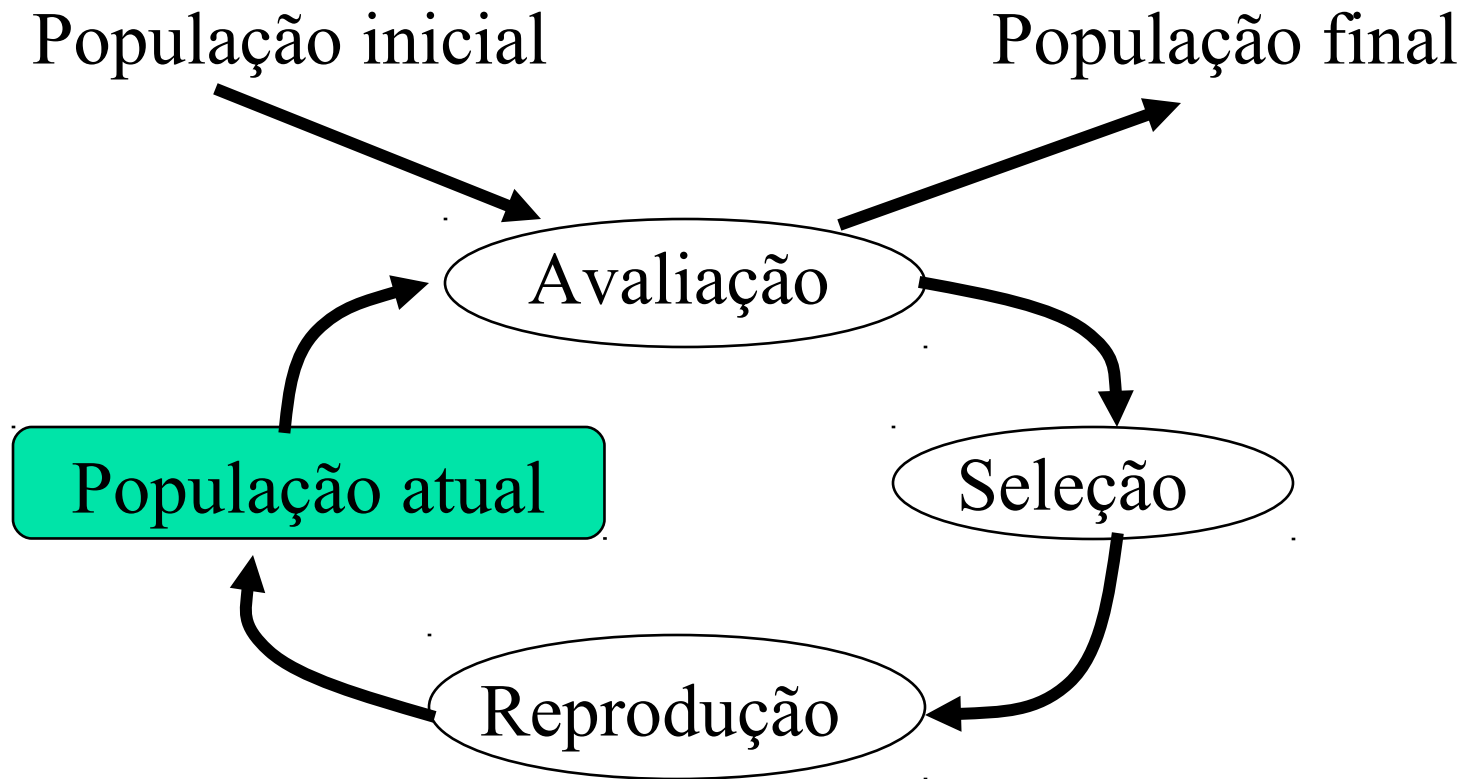 População inicial
População final
Avaliação
População atual
Seleção
Reprodução